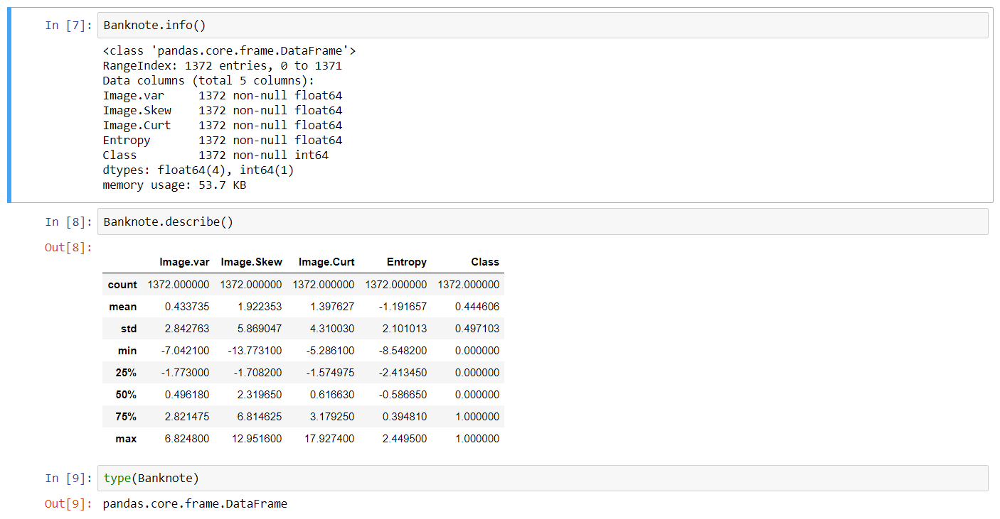 In [7]: Banknote.info()
<class 'pandas.core.frame.DataFrame'>
RangeIndex: 1372 entries, 0 to 1371
Data columns (total 5 columns):
Image.var     1372 non-null float64
Image.Skew    1372 non-null float64
Image.Curt    1372 non-null float64
Entropy       1372 non-null float64
Class         1372 non-null int64
dtypes: float64(4), int64(1)
memory usage: 53.7 KB
In [8]: Banknote.describe()
Out[8]:
Image.var Image.Skew Image.Curt Entropy Class
count 1372.000000 1372.000000 1372.000000 1372.000000 1372.000000
mean 0.433735 1.922353 1.397627 -1.191657 0.444606
std 2.842763 5.869047 4.310030 2.101013 0.497103
min -7.042100 -13.773100 -5.286100 -8.548200 0.000000
25% -1.773000 -1.708200 -1.574975 -2.413450 0.000000
50% 0.496180 2.319650 0.616630 -0.586650 0.000000
75% 2.821475 6.814625 3.179250 0.394810 1.000000
max 6.824800 12.951600 17.927400 2.449500 1.000000
In [9]: type(Banknote)
Out[9]: pandas.core.frame.DataFrame